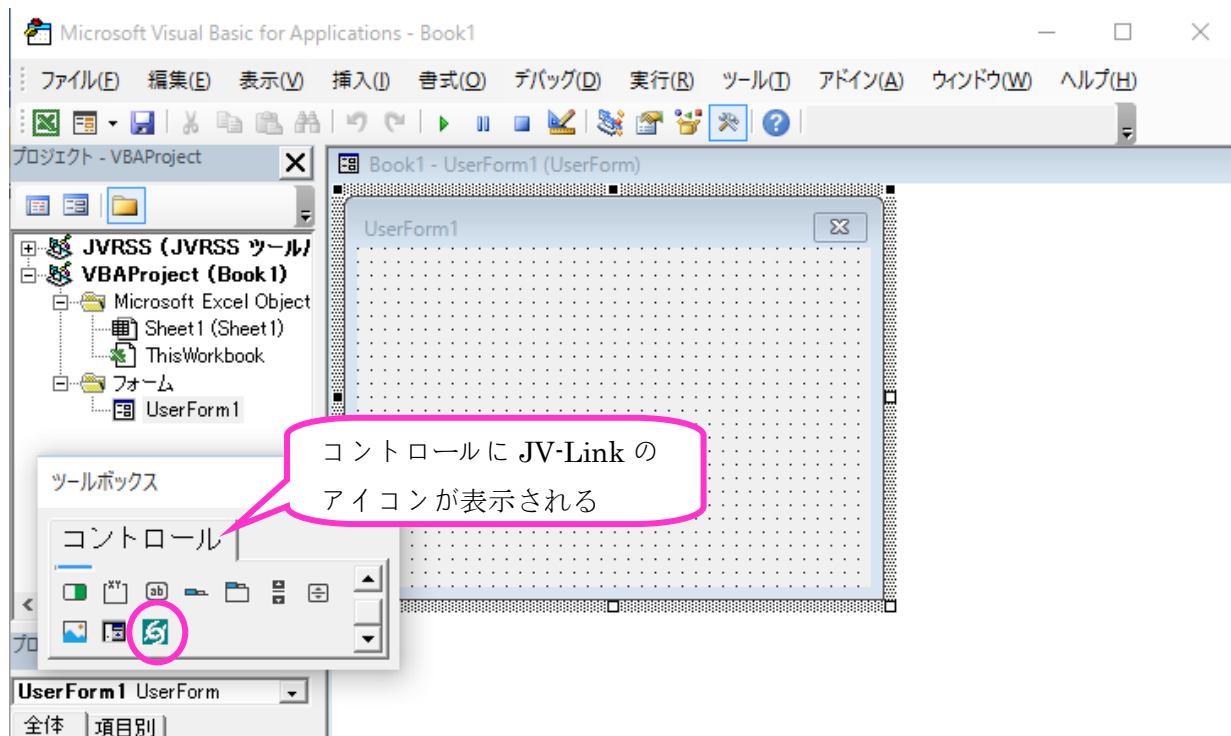 Microsoft Visual Basic for Applications - Book1
ファイル(F) 編集(E) 表示(V) 挿入(I) 書式(O) デバッグ(D) 実行(R) ツール(T) アドイン(A) ウィンドウ(W) ヘルプ(H)
プロジェクト - VBAProject
Book1 - UserForm1 (UserForm)
UserForm1
JVRSS (JVRSS ツール
VBAProject (Book1)
Microsoft Excel Object
Sheet1 (Sheet1)
ThisWorkbook
フォーム
UserForm1
コントロールに JV-Link の
アイコンが表示される
ツールボックス
コントロール
プロ
UserForm1 UserForm
全体 項目別